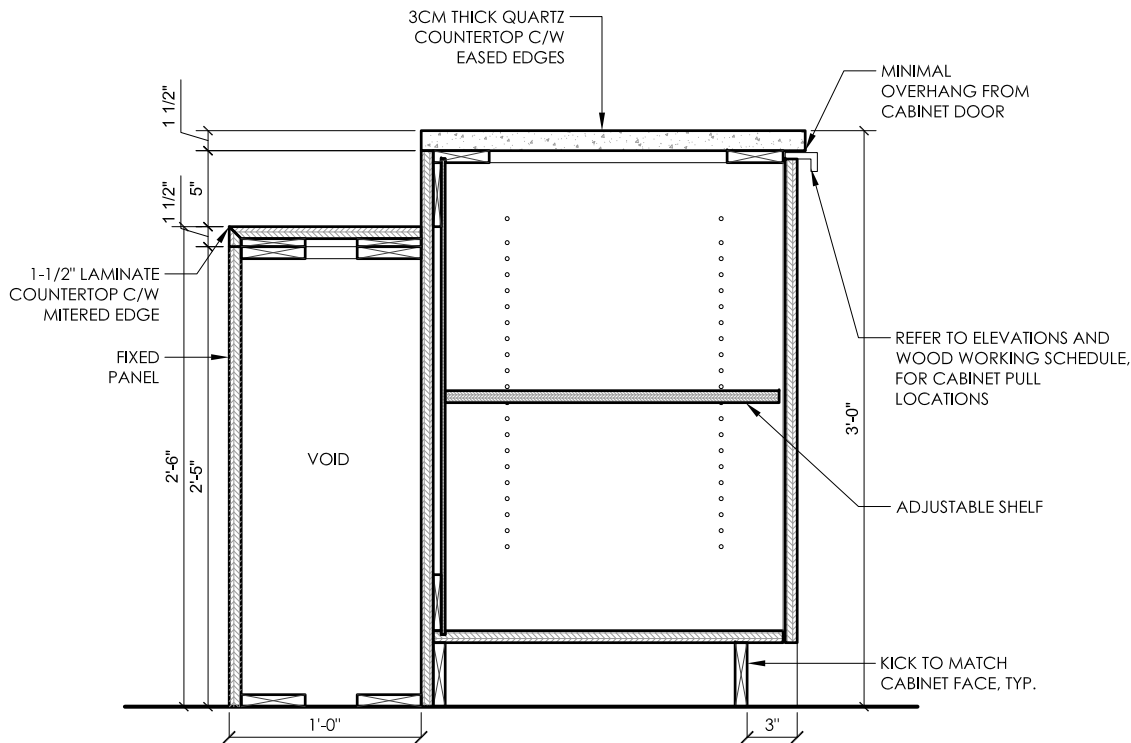 3CM THICK QUARTZ
COUNTERTOP C/W
EASED EDGES
MINIMAL
OVERHANG FROM
CABINET DOOR
1 1/2"
5"
1 1/2"
1-1/2" LAMINATE
COUNTERTOP C/W
MITERED EDGE
FIXED
PANEL
REFER TO ELEVATIONS AND
WOOD WORKING SCHEDULE,
FOR CABINET PULL
LOCATIONS
3'-0"
2'-6"
2'-5"
VOID
ADJUSTABLE SHELF
KICK TO MATCH
CABINET FACE, TYP.
1'-0"
3"